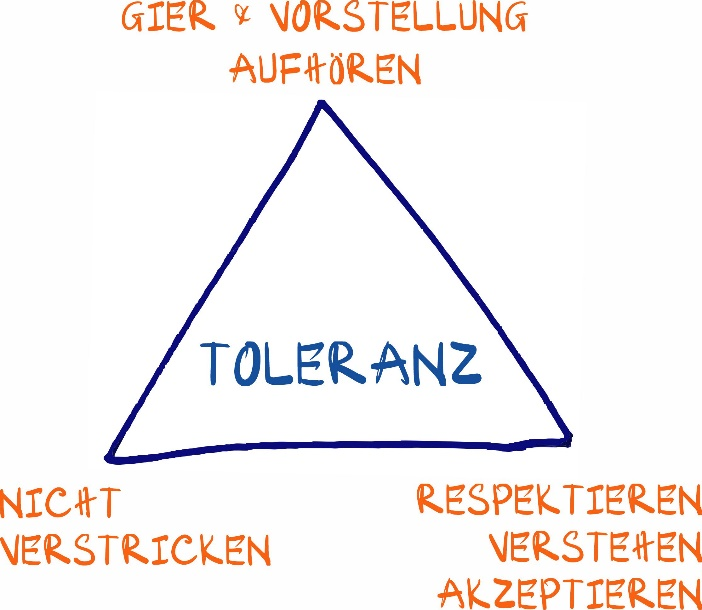 GIER & VORSTELLUNG
AUFHÖREN
TOLERANZ
NICHT
VERSTRICKEN
RESPEKTIEREN
VERSTEHEN
AKZEPTIEREN